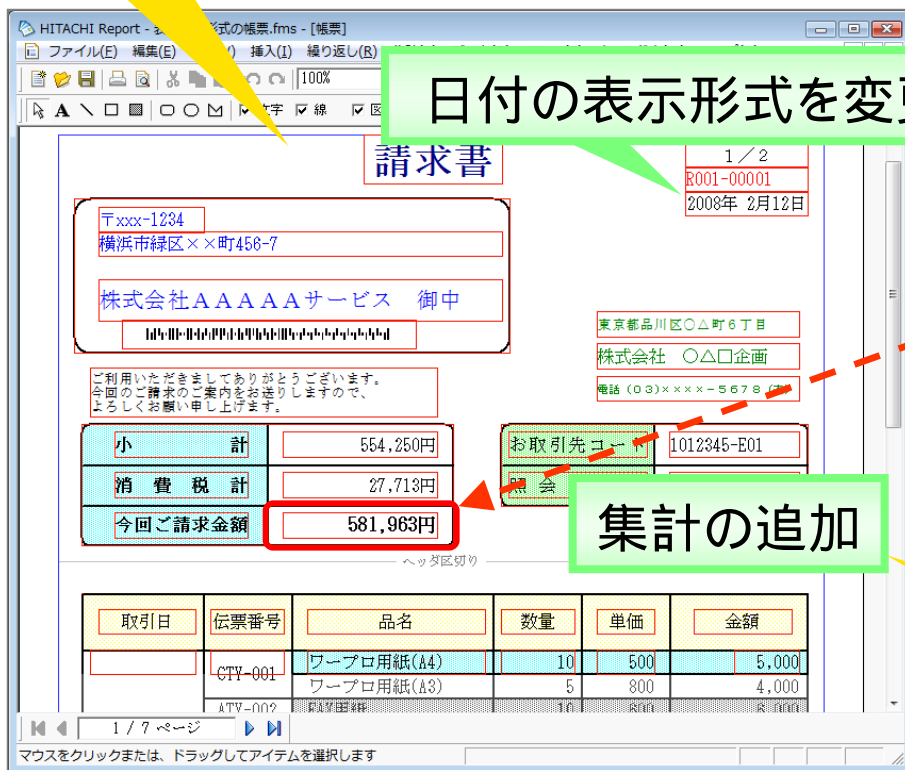 HITACHI Report - 形式の帳票.fms - [帳票]
ファイル(F) 編集(E) 挿入(I) 繰り返し(R)
100%
文字 線
日付の表示形式を変
請求書
1／2
R001-00001
2008年 2月12日
〒xxx-1234
横浜市緑区××町456-7
株式会社ＡＡＡＡＡサービス 御中
東京都品川区○△町６丁目
株式会社 ○△□企画
電話(０３)××××-５６７８
ご利用いただきましてありがとうございます。
今回のご請求のご案内をお送りしますので、
よろしくお願い申し上げます。
小 計 554,250円
お取引先コード 1012345-E01
消 費 税 計 27,713円
照 会
今回ご請求金額 581,963円
集計の追加
ヘッダ区切り
取引日 伝票番号 品名 数量 単価 金額
CTY-001 ワープロ用紙(A4) 10 500 5,000
ワープロ用紙(A3) 5 800 4,000
ATY-002 FAX用紙 10 600 6,000
1 / 7 ページ
マウスをクリックまたは、ドラッグしてアイテムを選択します